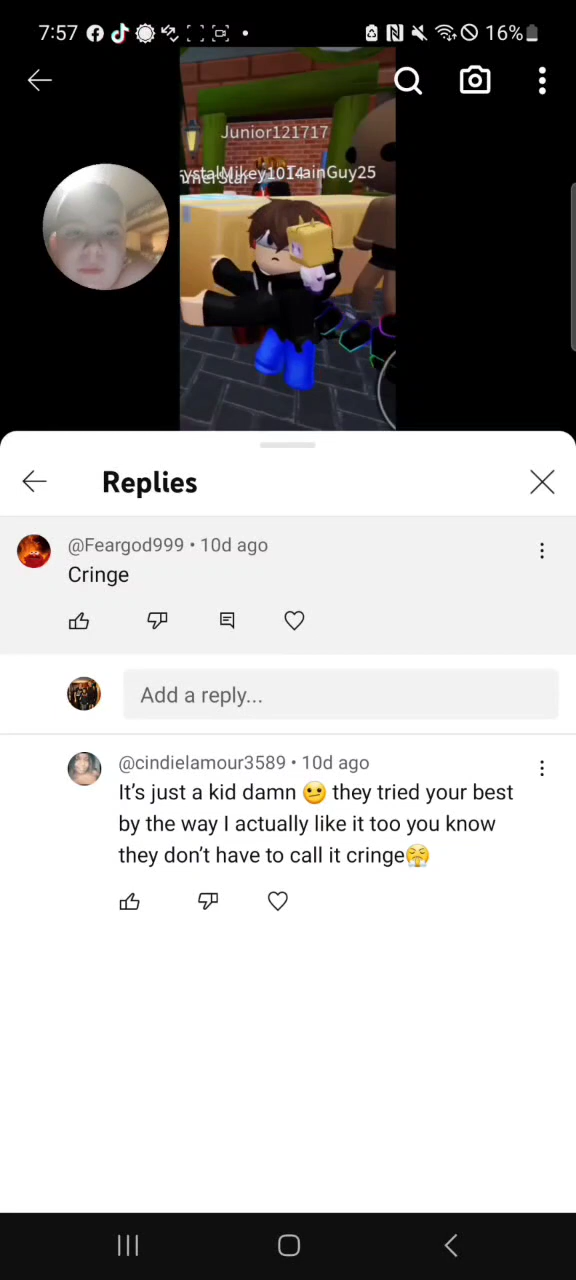 7:57
16%
Junior121717
TrainGuy25
Replies
@Feargod999 • 10d ago
Cringe
Add a reply...
@cindielamour3589 • 10d ago
It's just a kid damn 🫤 they tried your best
by the way I actually like it too you know
they don't have to call it cringe😤